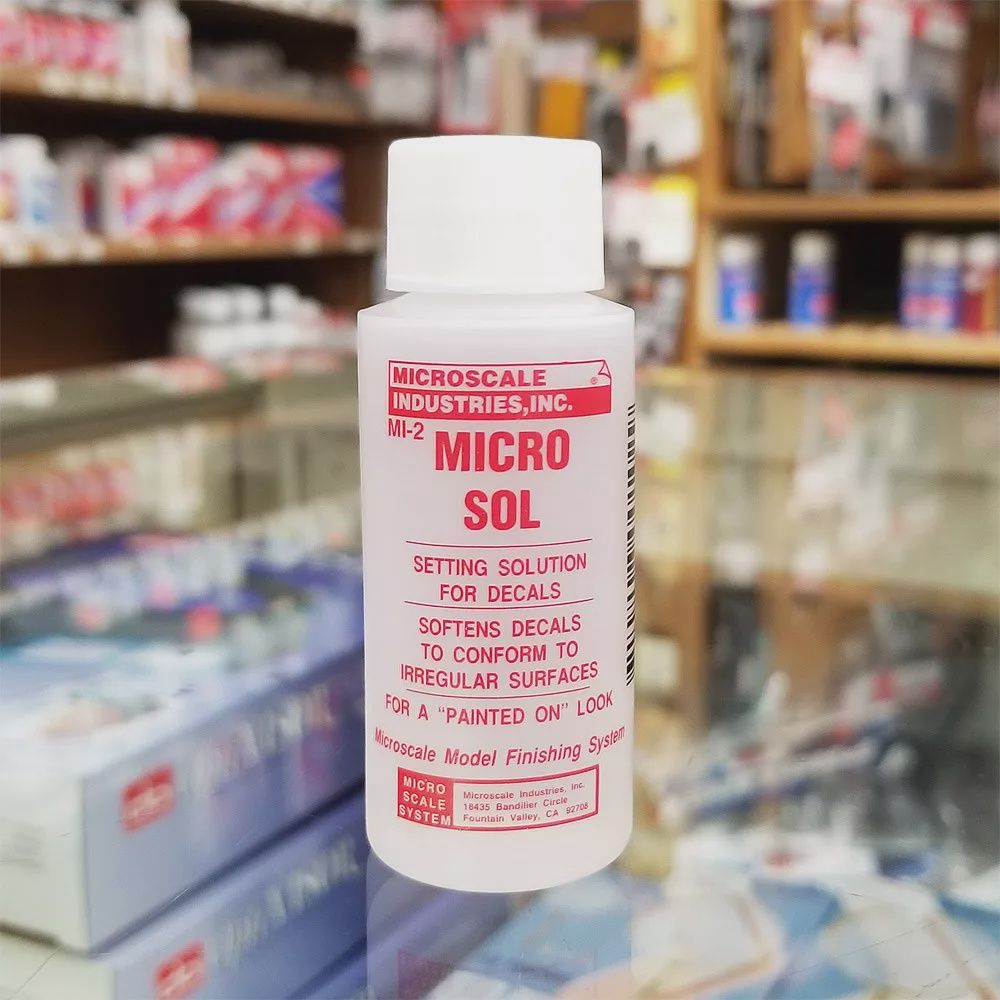 MICROSCALE
INDUSTRIES,INC.
®
MI-2
MICRO
SOL
SETTING SOLUTION
FOR DECALS
SOFTENS DECALS
TO CONFORM TO
IRREGULAR SURFACES
FOR A "PAINTED ON" LOOK
Microscale Model Finishing System
MICRO
SCALE
SYSTEM
Microscale Industries, Inc.
18435 Bandilier Circle
Fountain Valley, CA 92708